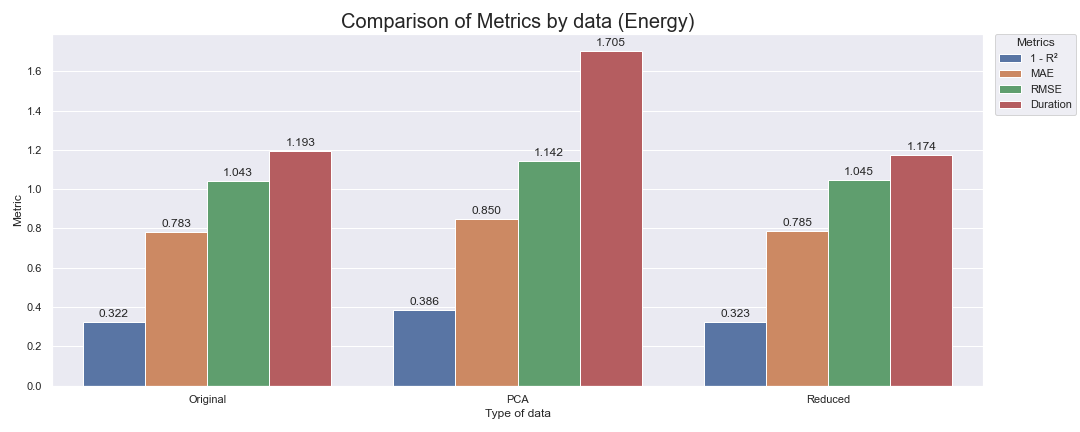 Comparison of Metrics by data (Energy)
Metrics
1 - R²
MAE
RMSE
Duration
Metric
1.6
1.4
1.2
1.0
0.8
0.6
0.4
0.2
0.0
0.322
0.783
1.043
1.193
0.386
0.850
1.142
1.705
0.323
0.785
1.045
1.174
Original
PCA
Reduced
Type of data